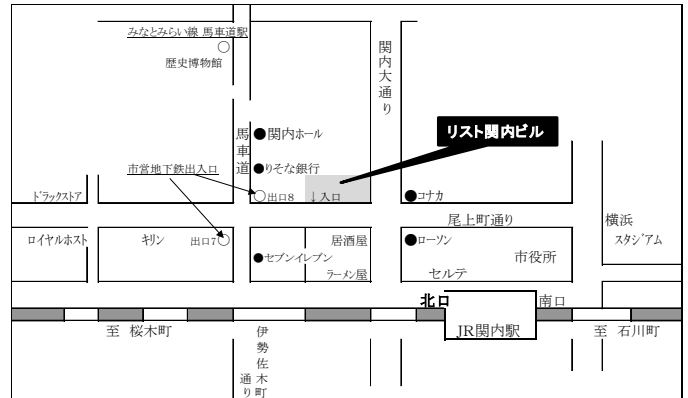 みなとみらい線 馬車道駅
歴史博物館
関内大通り
馬車道
●関内ホール
リスト関内ビル
●りそな銀行
市営地下鉄出入口
ドラックストア
○出口8
↓入口
●コナカ
尾上町通り
横浜
スタジアム
ロイヤルホスト
キリン
出口7○
居酒屋
●ローソン
市役所
●セブンイレブン
ラーメン屋
セルテ
北口
南口
至 桜木町
JR関内駅
至 石川町
伊勢佐木町
通り